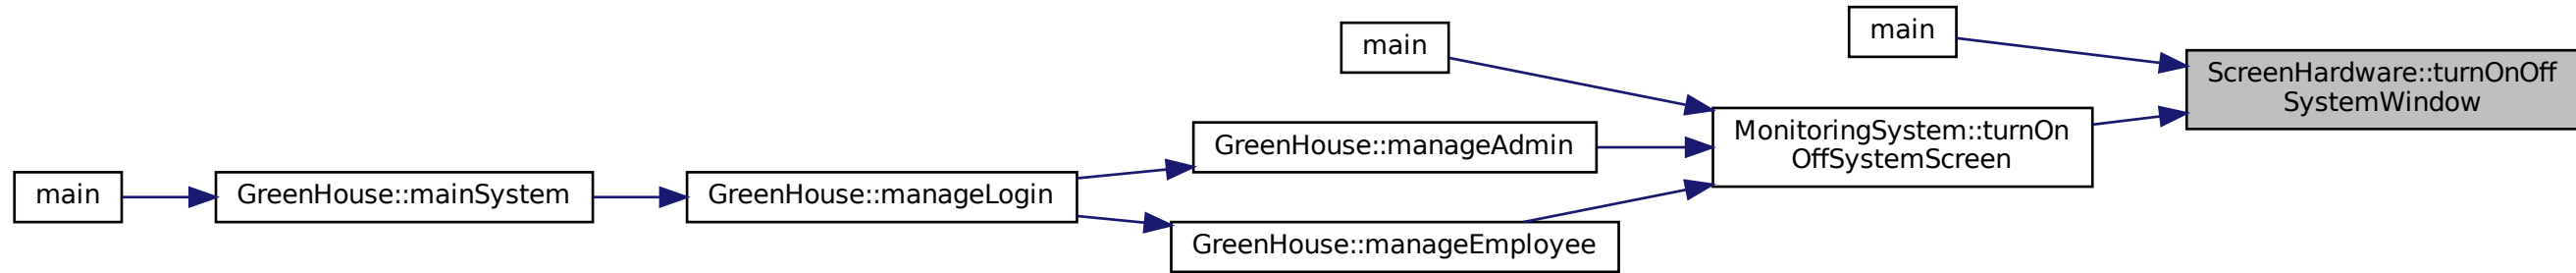 main
GreenHouse::mainSystem
GreenHouse::manageLogin
GreenHouse::manageAdmin
GreenHouse::manageEmployee
main
MonitoringSystem::turnOn
OffSystemScreen
main
ScreenHardware::turnOnOff
SystemWindow